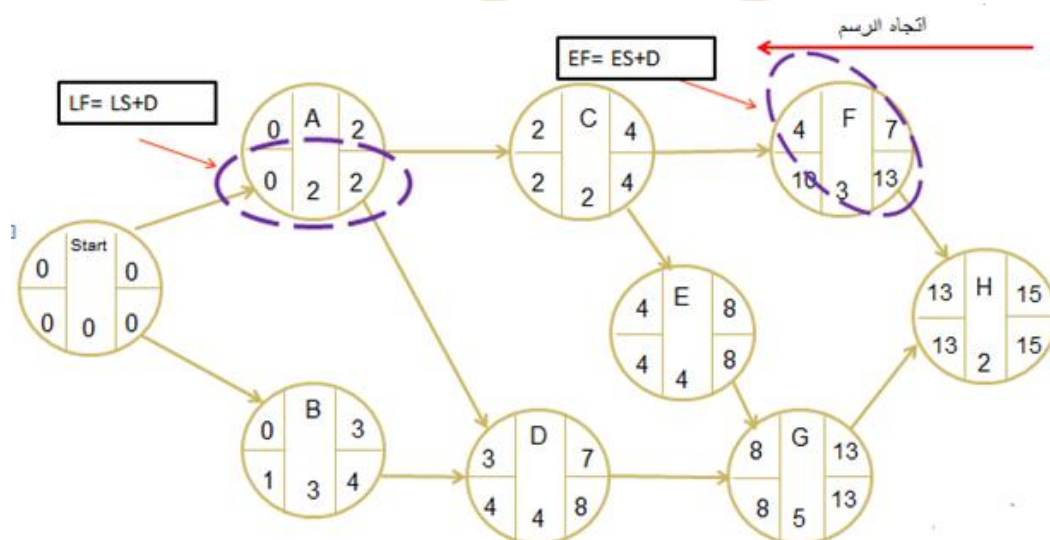 اتجاه الرسم
EF= ES+D
LF= LS+D
0 A 2
0 2 2
2 C 4
2 2 4
4 F 7
10 3 13
Start
0 0
0 0 0
4 E 8
4 4 8
13 H 15
13 2 15
0 B 3
1 3 4
3 D 7
4 4 8
8 G 13
8 5 13